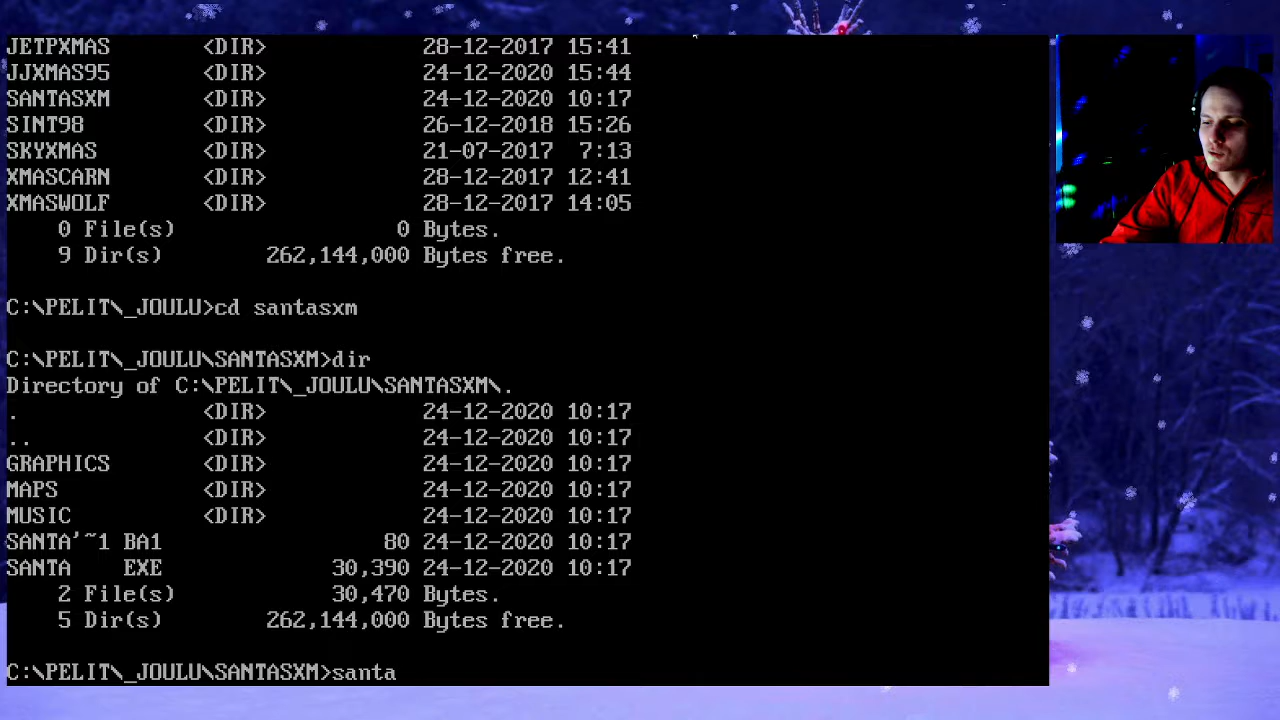 JETPXMAS <DIR> 28-12-2017 15:41
JJXMAS95 <DIR> 24-12-2020 15:44
SANTASXM <DIR> 24-12-2020 10:17
SINT98 <DIR> 26-12-2018 15:26
SKYXMAS <DIR> 21-07-2017 7:13
XMASCARN <DIR> 28-12-2017 12:41
XMASWOLF <DIR> 28-12-2017 14:05
0 File(s) 0 Bytes.
9 Dir(s) 262,144,000 Bytes free.
C:\PELIT\_JOULU>cd santasxm
C:\PELIT\_JOULU\SANTASXM>dir
Directory of C:\PELIT\_JOULU\SANTASXM\.
. <DIR> 24-12-2020 10:17
.. <DIR> 24-12-2020 10:17
GRAPHICS <DIR> 24-12-2020 10:17
MAPS <DIR> 24-12-2020 10:17
MUSIC <DIR> 24-12-2020 10:17
SANTA'~1 BA1 80 24-12-2020 10:17
SANTA EXE 30,390 24-12-2020 10:17
2 File(s) 30,470 Bytes.
5 Dir(s) 262,144,000 Bytes free.
C:\PELIT\_JOULU\SANTASXM>santa